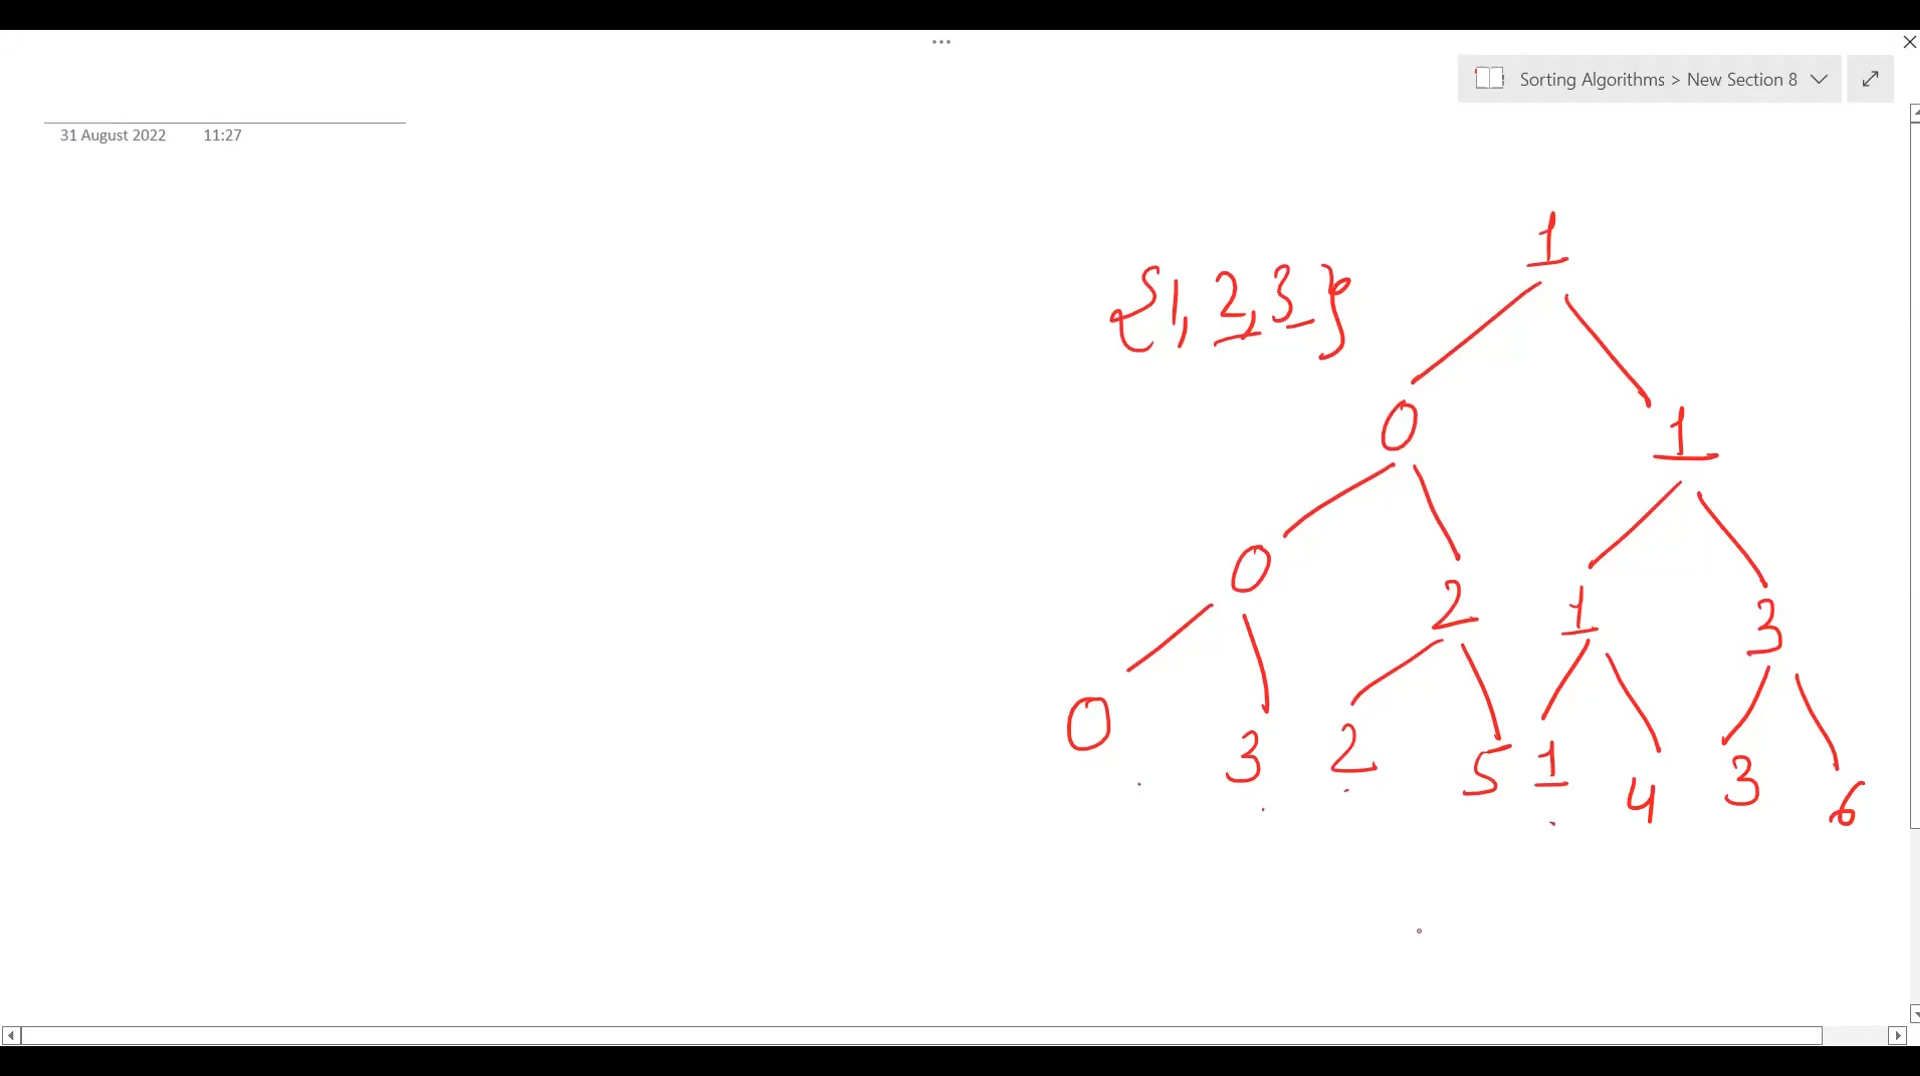 Sorting Algorithms > New Section 8
31 August 2022 11:27
1
{1, 2, 3}
0 1
0 2 1 3
0 3 2 5 1 4 3 6